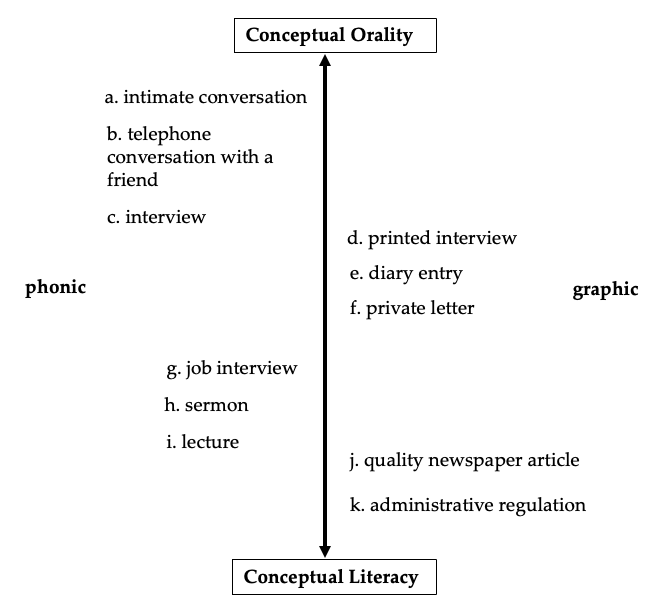 Conceptual Orality
a. intimate conversation
b. telephone
conversation with a
friend
c. interview
d. printed interview
e. diary entry
phonic
graphic
f. private letter
g. job interview
h. sermon
i. lecture
j. quality newspaper article
k. administrative regulation
Conceptual Literacy